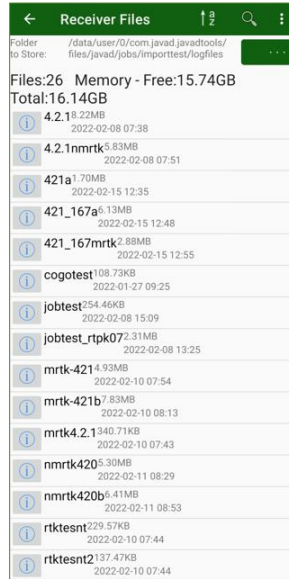 Receiver Files
Folder to Store: /data/user/0/com.javad.javadtools/
files/javad/jobs/importtest/logfiles
...
Files:26 Memory - Free:15.74GB
Total:16.14GB
4.2.1 8.22MB
2022-02-08 07:38
4.2.1nmrtk 5.83MB
2022-02-08 07:51
421a 1.70MB
2022-02-15 12:35
421_167a 6.13MB
2022-02-15 12:48
421_167mrtk 2.88MB
2022-02-15 12:55
cogotest 108.73KB
2022-01-27 09:25
jobtest 254.46KB
2022-02-08 15:09
jobtest_rtpk07 2.31MB
2022-02-08 13:25
mrtk-421 4.93MB
2022-02-10 07:54
mrtk-421b 7.83MB
2022-02-10 08:13
mrtk4.2.1 340.71KB
2022-02-10 07:43
nmrtk420 5.30MB
2022-02-11 08:29
nmrtk420b 6.41MB
2022-02-11 08:53
rtktesnt 229.57KB
2022-02-10 07:44
rtktesnt2 137.47KB
2022-02-10 07:44